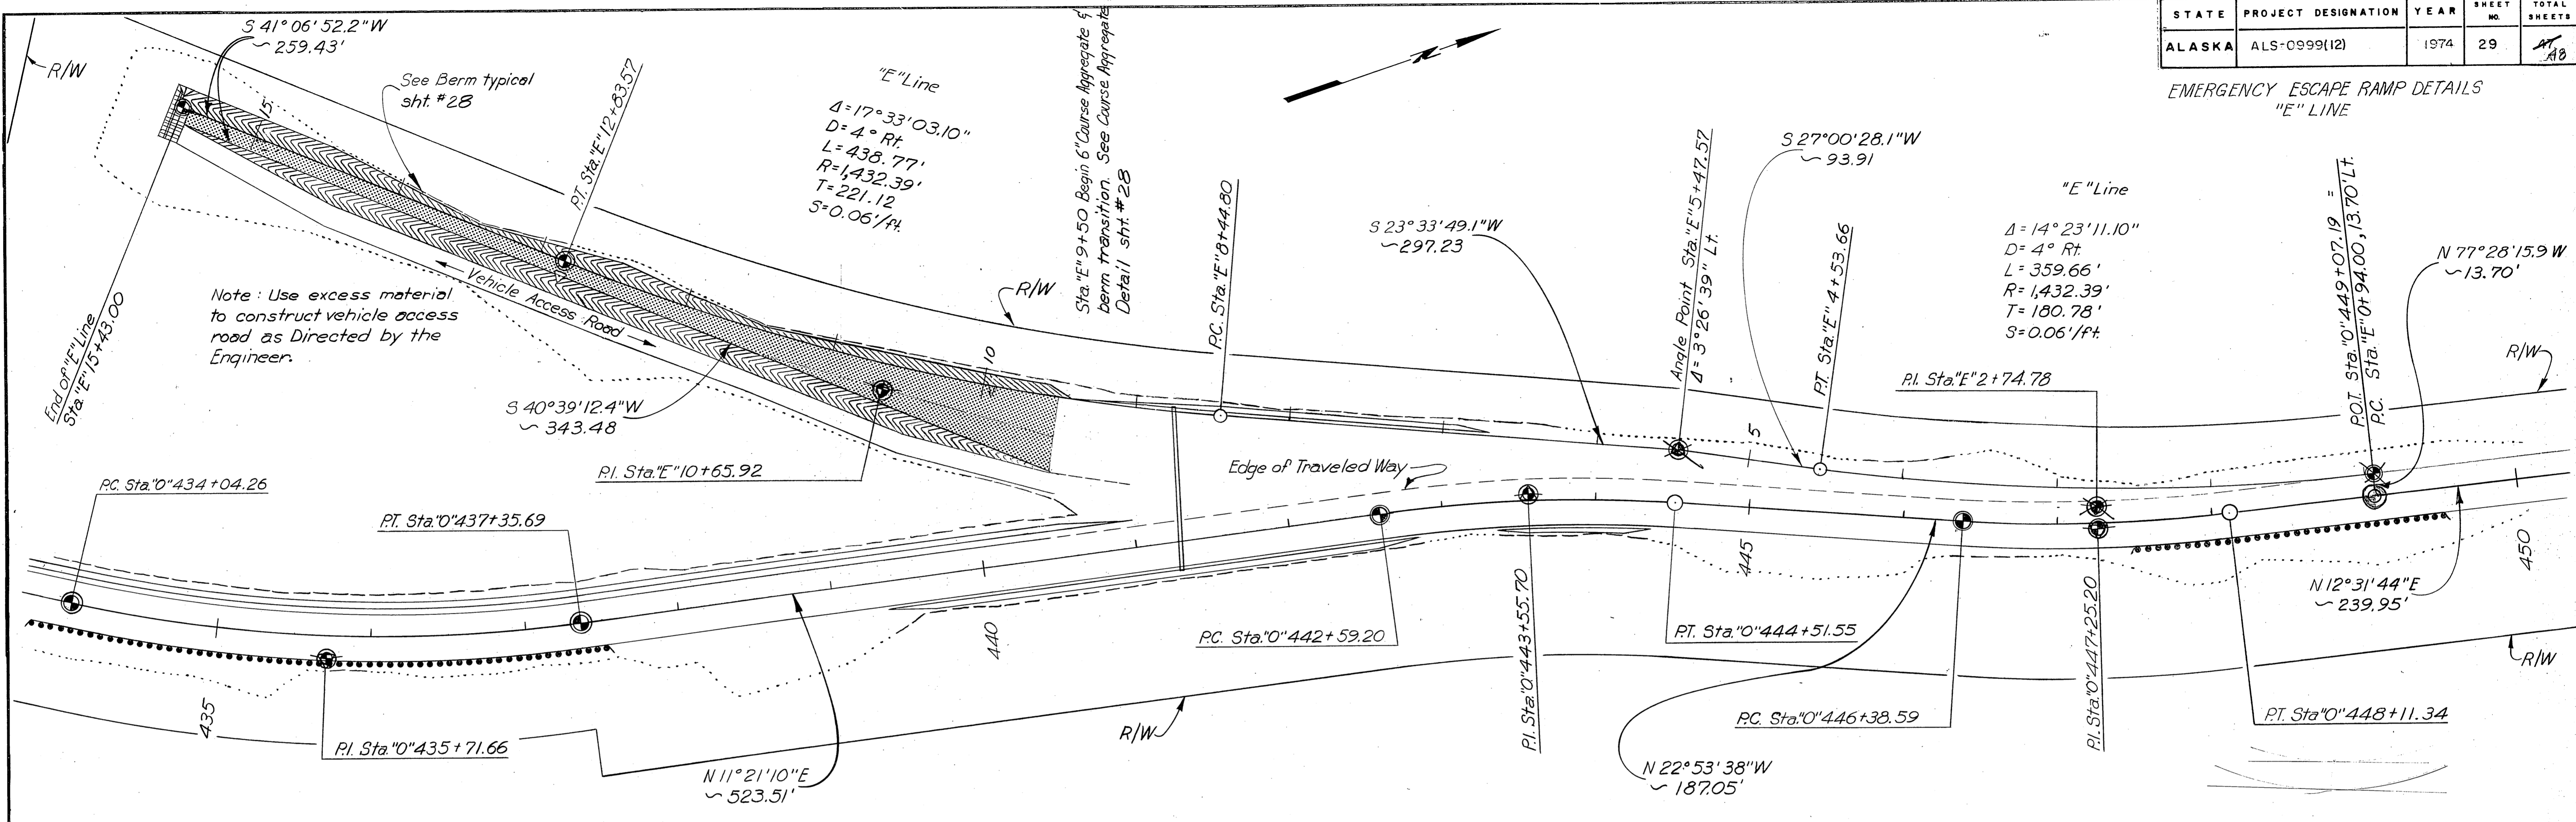 STATE PROJECT DESIGNATION YEAR SHEET NO. TOTAL SHEETS
ALASKA ALS-0999(12) 1974 29 48
EMERGENCY ESCAPE RAMP DETAILS
"E" LINE
R/W
S 41° 06' 52.2" W
~ 259.43'
See Berm typical
sht. #28
15
P.T. Sta. "E" 12+83.57
"E" Line
Δ = 17° 33' 03.10"
D = 4° Rt.
L = 438.77'
R = 1,432.39'
T = 221.12
S = 0.06'/ft.
Sta. "E" 9+50 Begin 6" Course Aggregate &
berm transition. See Course Aggregate
Detail sht. #28
P.C. Sta. "E" 8+44.80
S 23° 33' 49.1" W
~ 297.23
Angle Point Sta. "E" 5+47.57
Δ = 3° 26' 39" Lt.
S 27° 00' 28.1" W
~ 93.91
P.T. Sta. "E" 4+53.66
"E" Line
Δ = 14° 23' 11.10"
D = 4° Rt.
L = 359.66'
R = 1,432.39'
T = 180.78'
S = 0.06'/ft.
P.O.T. Sta. "O" 449+07.19 =
P.C. Sta. "E" 0+94.00, 13.70' Lt.
N 77° 28' 15.9 W
~ 13.70'
R/W
R/W
P.I. Sta. "E" 2+74.78
5
10
End of "E" Line
Sta. "E" 15+43.00
Note: Use excess material
to construct vehicle access
road as Directed by the
Engineer.
Vehicle Access Road
S 40° 39' 12.4" W
~ 343.48
P.I. Sta. "E" 10+65.92
Edge of Traveled Way
P.C. Sta. "O" 434+04.26
P.T. Sta. "O" 437+35.69
435
P.I. Sta. "O" 435+71.66
N 11° 21' 10" E
~ 523.51'
440
R/W
P.C. Sta. "O" 442+59.20
P.I. Sta. "O" 443+55.70
P.T. Sta. "O" 444+51.55
445
N 22° 53' 38" W
~ 187.05'
P.C. Sta. "O" 446+38.59
P.I. Sta. "O" 447+25.20
P.T. Sta "O" 448+11.34
N 12° 31' 44" E
~ 239.95'
450
R/W